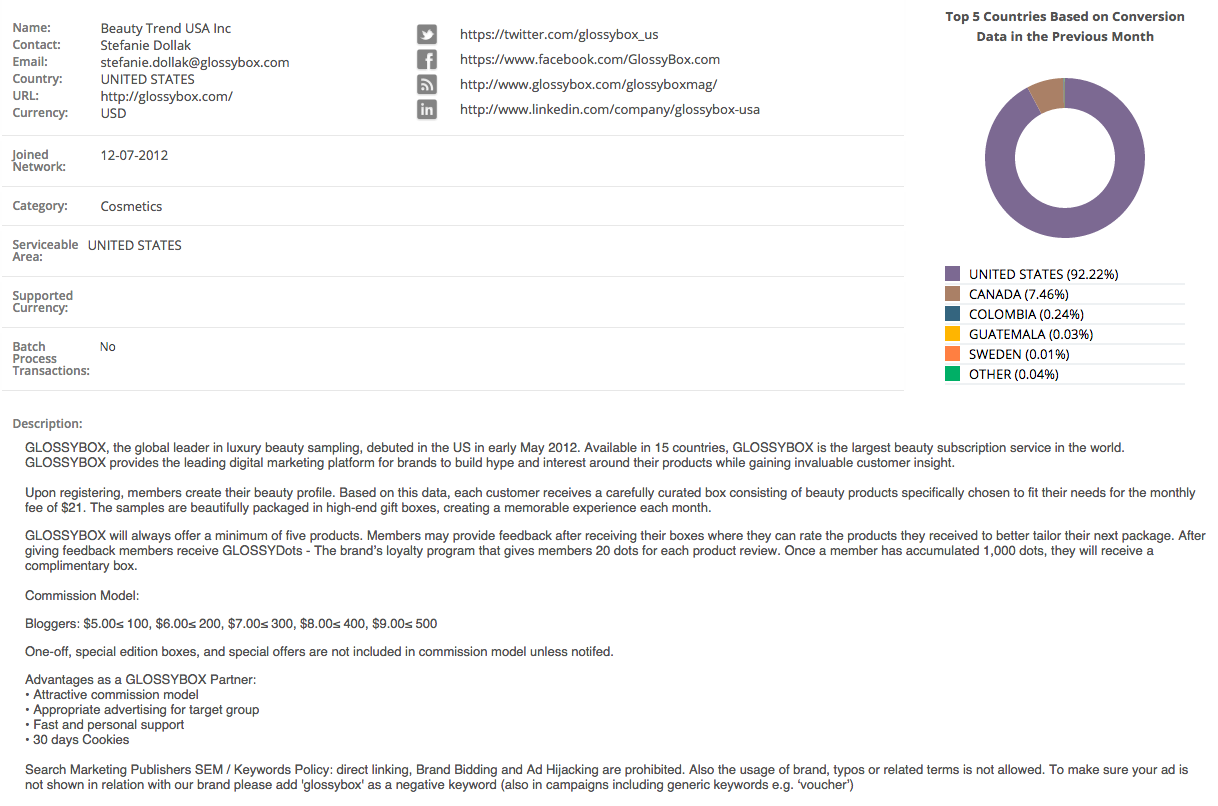 Name: Beauty Trend USA Inc
Contact: Stefanie Dollak
Email: stefanie.dollak@glossybox.com
Country: UNITED STATES
URL: http://glossybox.com/
Currency: USD
https://twitter.com/glossybox_us
https://www.facebook.com/GlossyBox.com
http://www.glossybox.com/glossyboxmag/
http://www.linkedin.com/company/glossybox-usa
Joined
Network:
12-07-2012
Category: Cosmetics
Serviceable
Area:
UNITED STATES
Supported
Currency:
Batch
Process
Transactions:
No
Top 5 Countries Based on Conversion
Data in the Previous Month
UNITED STATES (92.22%)
CANADA (7.46%)
COLOMBIA (0.24%)
GUATEMALA (0.03%)
SWEDEN (0.01%)
OTHER (0.04%)
Description:
GLOSSYBOX, the global leader in luxury beauty sampling, debuted in the US in early May 2012. Available in 15 countries, GLOSSYBOX is the largest beauty subscription service in the world.
GLOSSYBOX provides the leading digital marketing platform for brands to build hype and interest around their products while gaining invaluable customer insight.
Upon registering, members create their beauty profile. Based on this data, each customer receives a carefully curated box consisting of beauty products specifically chosen to fit their needs for the monthly
fee of $21. The samples are beautifully packaged in high-end gift boxes, creating a memorable experience each month.
GLOSSYBOX will always offer a minimum of five products. Members may provide feedback after receiving their boxes where they can rate the products they received to better tailor their next package. After
giving feedback members receive GLOSSYDots - The brand's loyalty program that gives members 20 dots for each product review. Once a member has accumulated 1,000 dots, they will receive a
complimentary box.
Commission Model:
Bloggers: $5.00≤ 100, $6.00≤ 200, $7.00≤ 300, $8.00≤ 400, $9.00≤ 500
One-off, special edition boxes, and special offers are not included in commission model unless notifed.
Advantages as a GLOSSYBOX Partner:
• Attractive commission model
• Appropriate advertising for target group
• Fast and personal support
• 30 days Cookies
Search Marketing Publishers SEM / Keywords Policy: direct linking, Brand Bidding and Ad Hijacking are prohibited. Also the usage of brand, typos or related terms is not allowed. To make sure your ad is
not shown in relation with our brand please add 'glossybox' as a negative keyword (also in campaigns including generic keywords e.g. 'voucher')